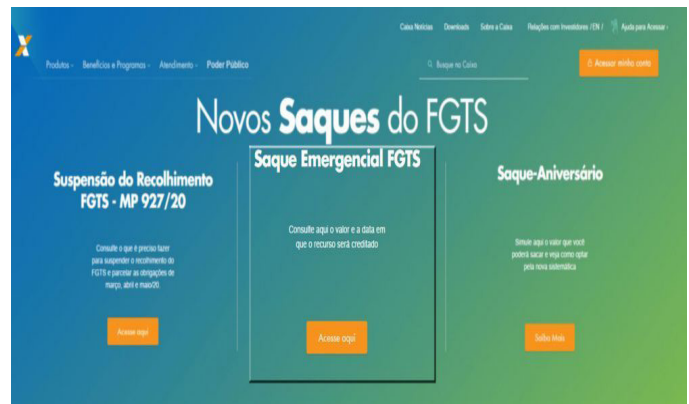 Caixa Notícias Downloads Sobre a Caixa Relações com Investidores /EN / Ajuda para Acessar
X
Produtos Benefícios e Programas Atendimento Poder Público Busque na Caixa Acessar minha conta
Novos Saques do FGTS
Suspensão do Recolhimento
FGTS - MP 927/20
Consulte o que é preciso fazer
para suspender o recolhimento do
FGTS e parcelar as obrigações de
março, abril e maio/20.
Acesse aqui
Saque Emergencial FGTS
Consulte aqui o valor e a data em
que o recurso será creditado
Acesse aqui
Saque-Aniversário
Simule aqui o valor que você
poderá sacar e veja como optar
pela nova sistemática
Saiba Mais